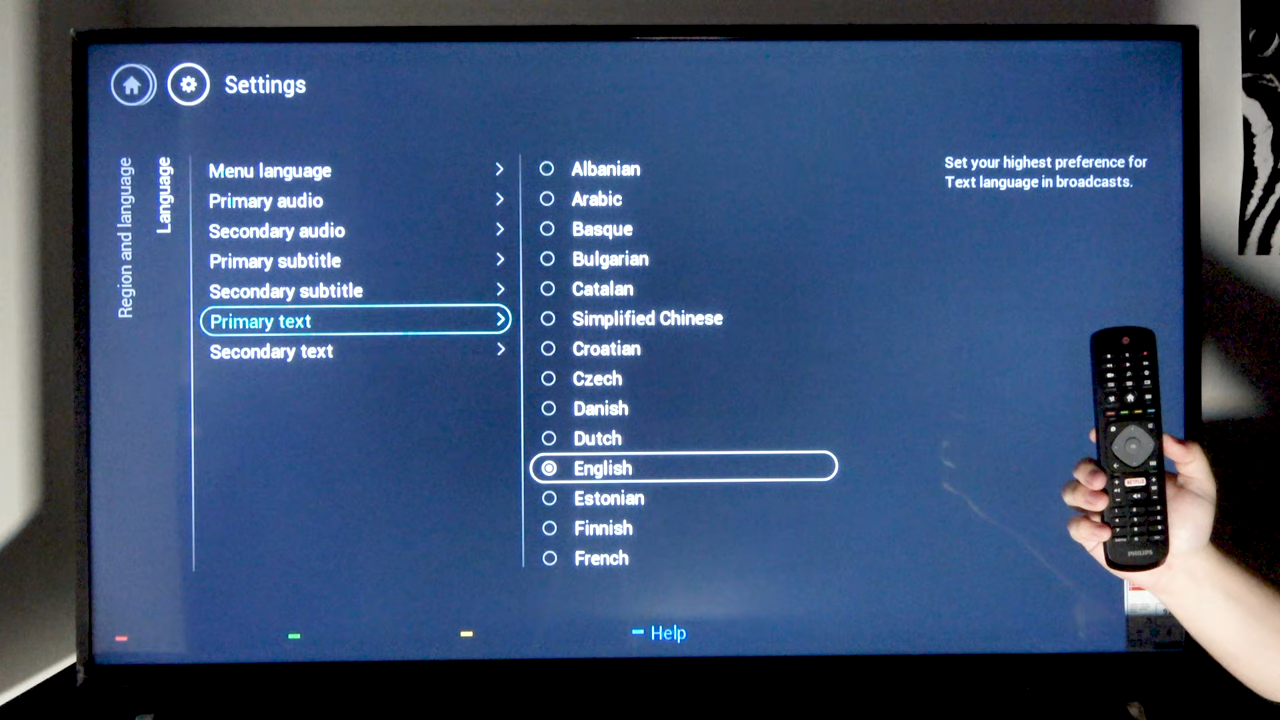 Settings
Region and language
Language
Menu language
Primary audio
Secondary audio
Primary subtitle
Secondary subtitle
Primary text
Secondary text
Albanian
Arabic
Basque
Bulgarian
Catalan
Simplified Chinese
Croatian
Czech
Danish
Dutch
English
Estonian
Finnish
French
Set your highest preference for
Text language in broadcasts.
Help
NETFLIX
PHILIPS